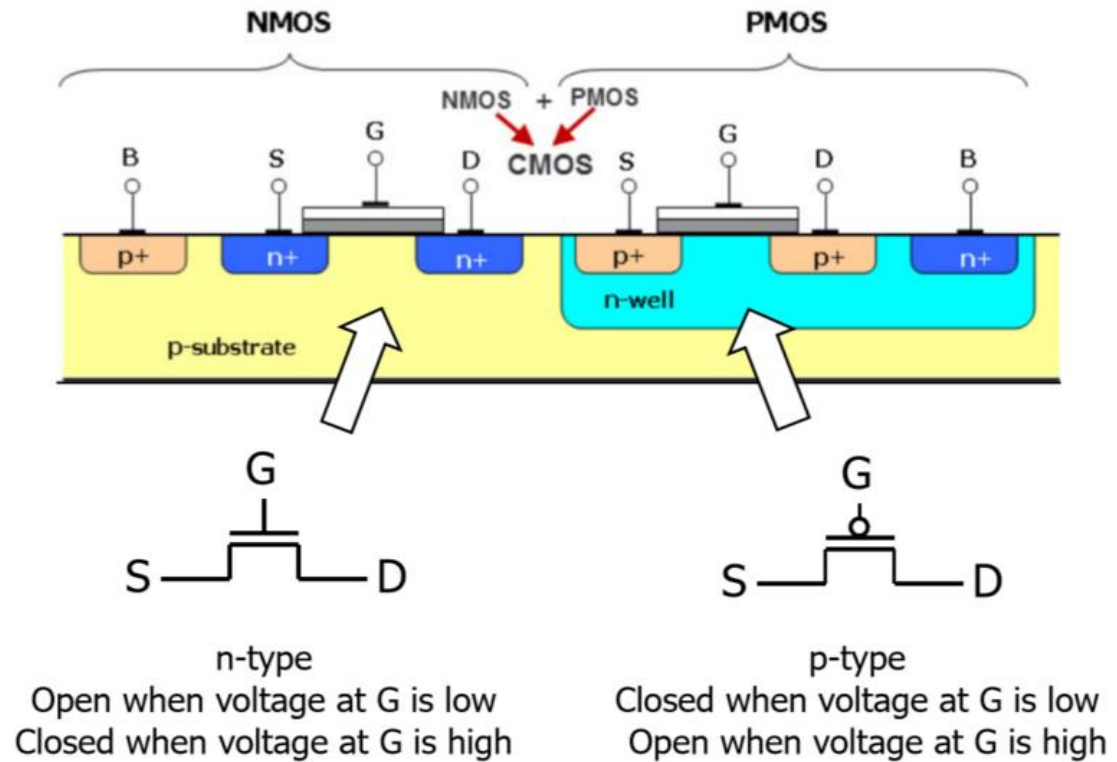 NMOS
PMOS
NMOS + PMOS
CMOS
B
S
G
D
S
G
D
B
p+
n+
n+
p+
p+
n+
n-well
p-substrate
G
S
D
G
S
D
n-type
Open when voltage at G is low
Closed when voltage at G is high
p-type
Closed when voltage at G is low
Open when voltage at G is high